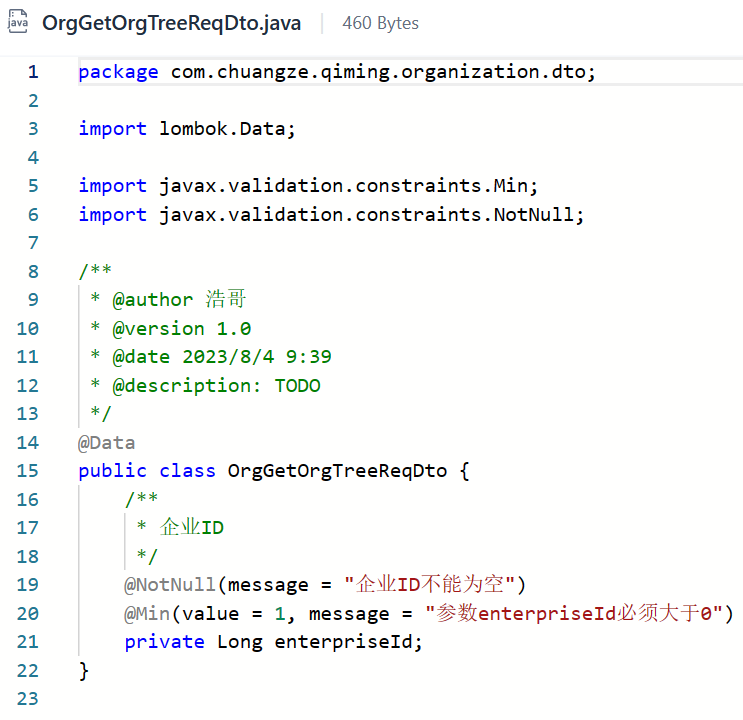 OrgGetOrgTreeReqDto.java | 460 Bytes
1 package com.chuangze.qiming.organization.dto;
2
3 import lombok.Data;
4
5 import javax.validation.constraints.Min;
6 import javax.validation.constraints.NotNull;
7
8 /**
9  * @author 浩哥
10  * @version 1.0
11  * @date 2023/8/4 9:39
12  * @description: TODO
13  */
14 @Data
15 public class OrgGetOrgTreeReqDto {
16     /**
17      * 企业ID
18      */
19     @NotNull(message = "企业ID不能为空")
20     @Min(value = 1, message = "参数enterpriseId必须大于0")
21     private Long enterpriseId;
22 }
23